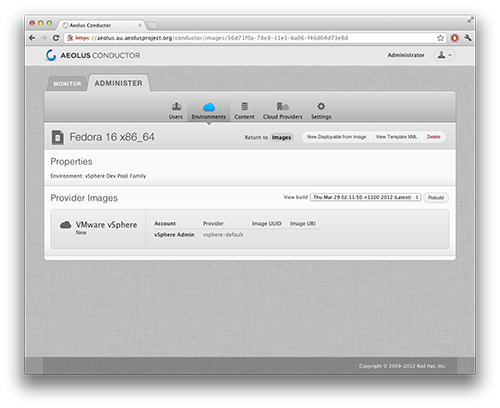 Aeolus Conductor
https://aeolus.au.aeolusproject.org/conductor/images/56d71f0a-78e8-11e1-ba06-f46d04d73e8d
AEOLUS CONDUCTOR
Administrator
MONITOR
ADMINISTER
Users
Environments
Content
Cloud Providers
Settings
Fedora 16 x86_64
Return to Images
New Deployable from Image
View Template XML
Delete
Properties
Environment: vSphere Dev Pool Family
Provider Images
View build
Thu Mar 29 02:11:50 +1100 2012 (Latest)
Rebuild
VMware vSphere
New
Account Provider Image UUID Image URI
vSphere Admin vsphere-default
Copyright © 2009-2012 Red Hat, Inc.